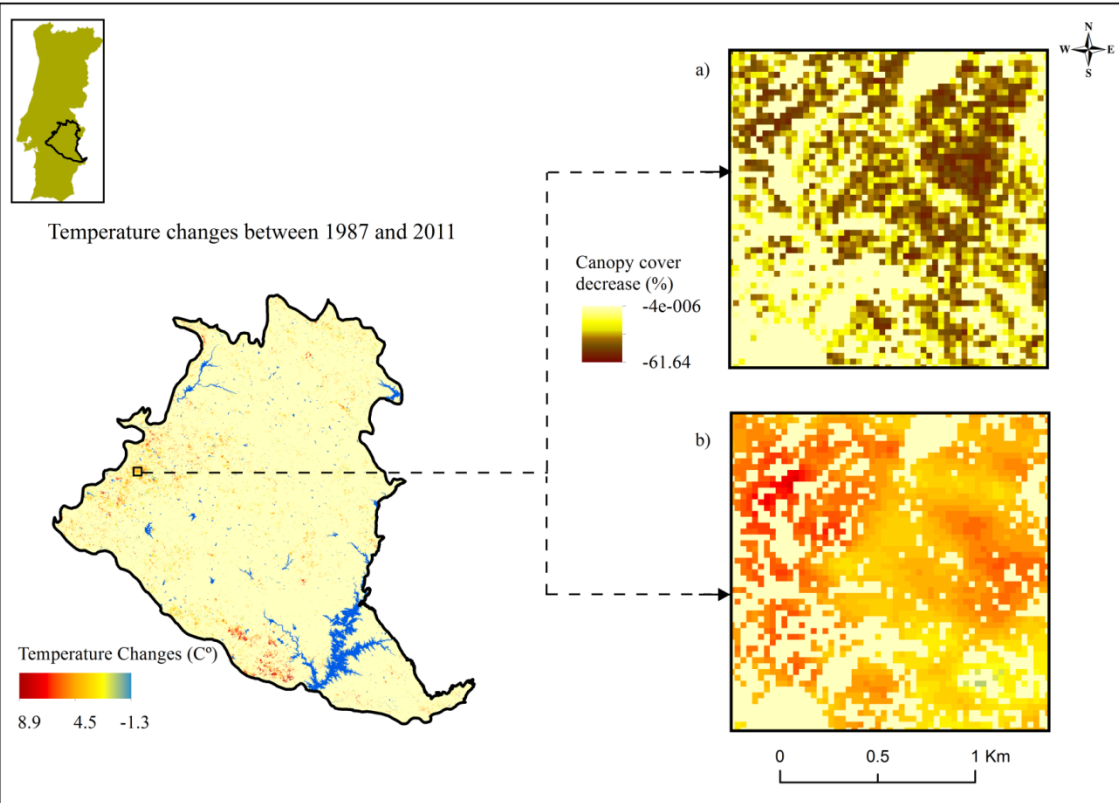 N
W E
S
a)
Temperature changes between 1987 and 2011
Canopy cover
decrease (%)
-4e-006
-61.64
b)
Temperature Changes (Cº)
8.9 4.5 -1.3
0 0.5 1 Km